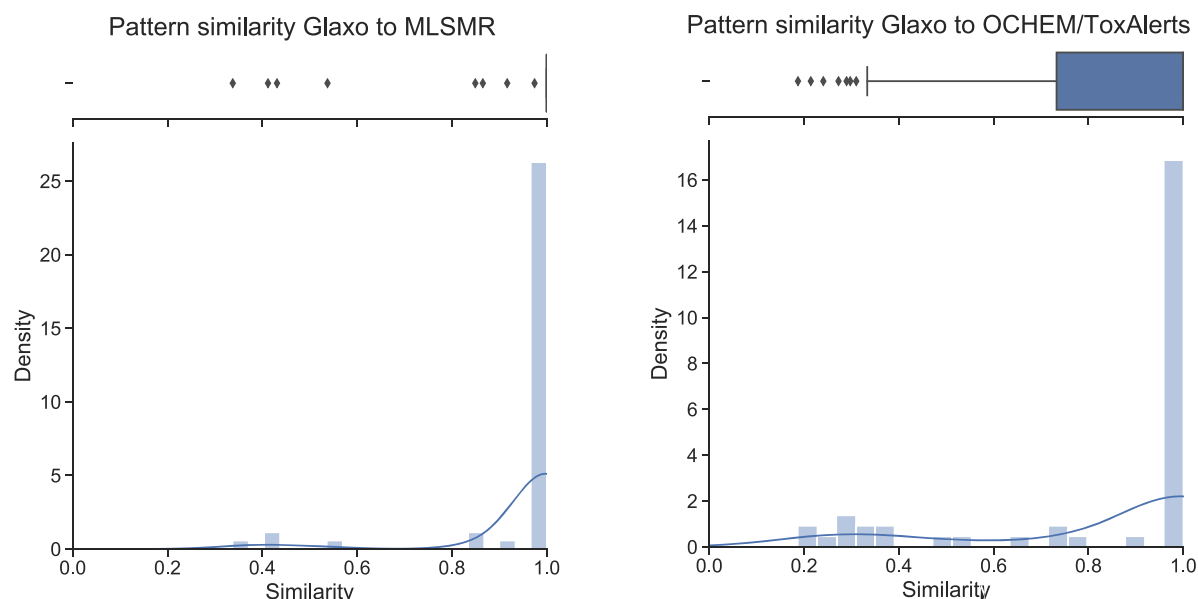 Pattern similarity Glaxo to MLSMR
25
20
15
10
5
0
Density
0.0 0.2 0.4 0.6 0.8 1.0
Similarity
Pattern similarity Glaxo to OCHEM/ToxAlerts
16
14
12
10
8
6
4
2
0
Density
0.0 0.2 0.4 0.6 0.8 1.0
Similarity